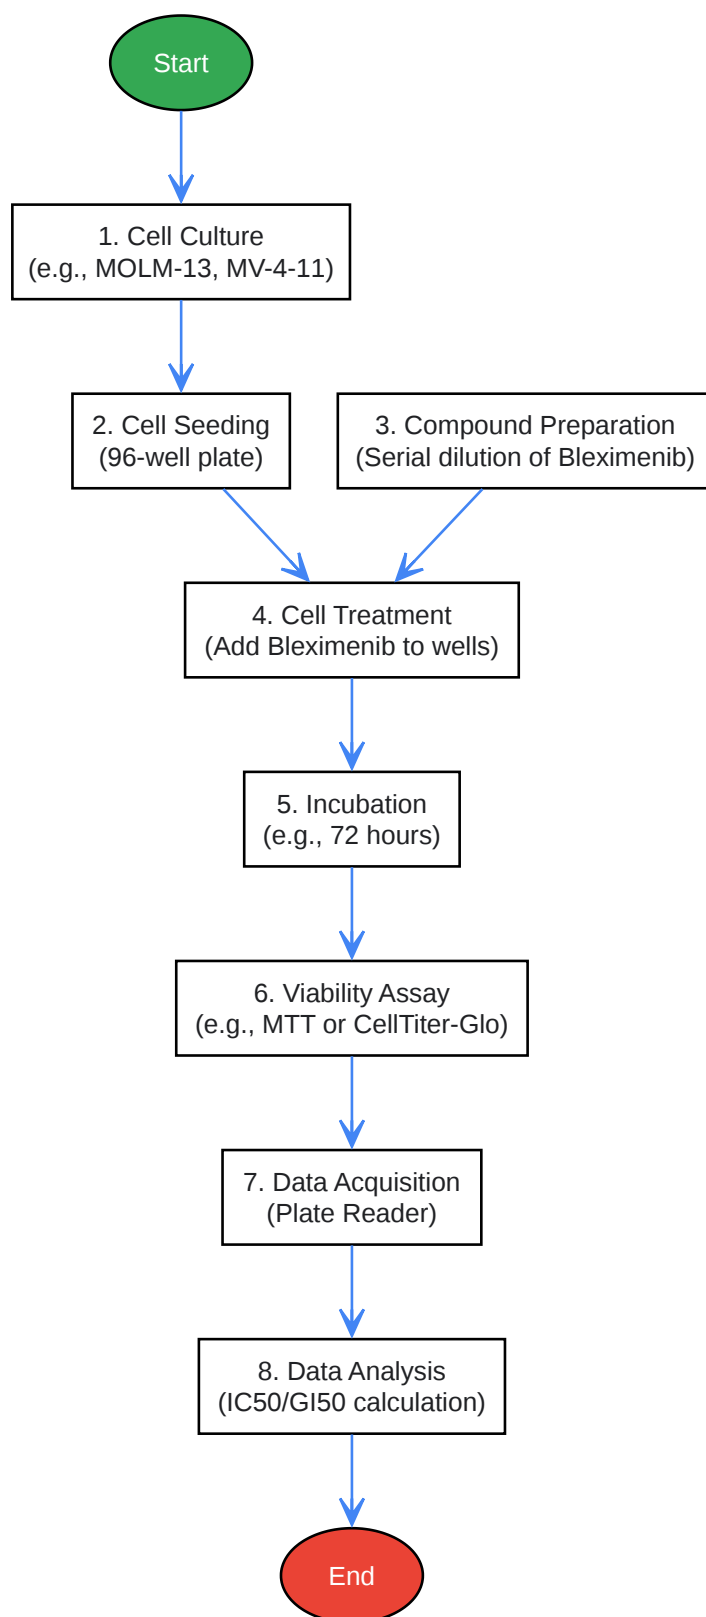 Start
1. Cell Culture
(e.g., MOLM-13, MV-4-11)
2. Cell Seeding
(96-well plate)
3. Compound Preparation
(Serial dilution of Bleximenib)
4. Cell Treatment
(Add Bleximenib to wells)
5. Incubation
(e.g., 72 hours)
6. Viability Assay
(e.g., MTT or CellTiter-Glo)
7. Data Acquisition
(Plate Reader)
8. Data Analysis
(IC50/GI50 calculation)
End